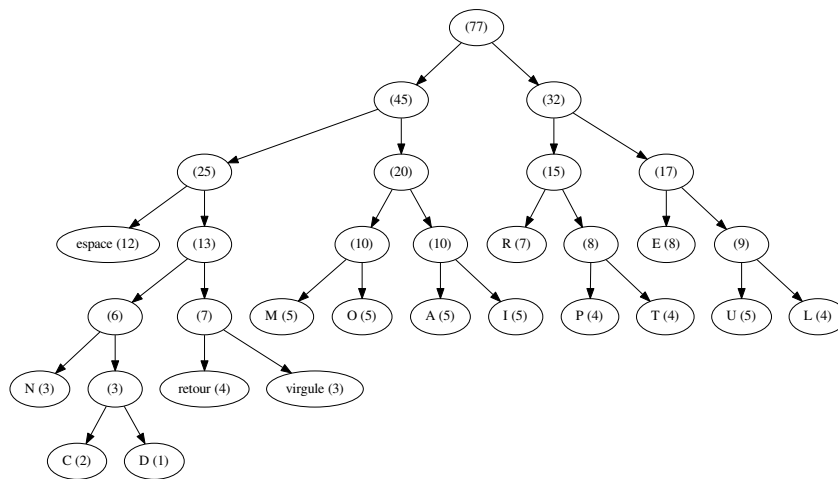 (77)
(45) (32)
(25) (20) (15) (17)
espace (12) (13) (10) (10) R (7) (8) E (8) (9)
(6) (7) M (5) O (5) A (5) I (5) P (4) T (4) U (5) L (4)
N (3) (3) retour (4) virgule (3)
C (2) D (1)